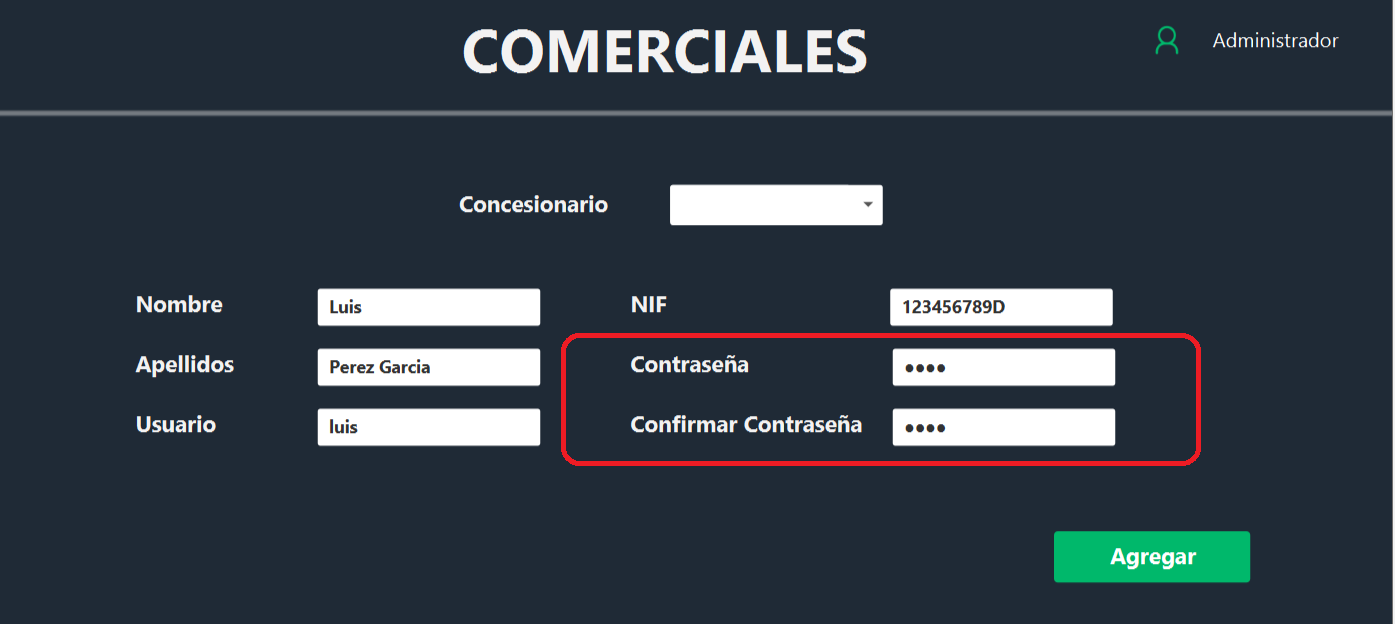 COMERCIALES
Administrador
Concesionario
Nombre Luis NIF 123456789D
Apellidos Perez Garcia Contraseña ••••
Usuario luis Confirmar Contraseña ••••
Agregar